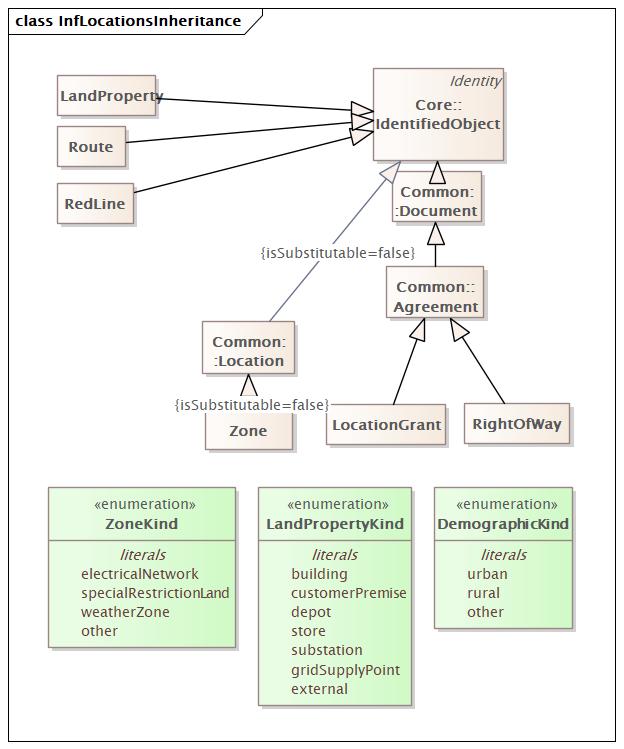 class InfLocationsInheritance
Identity
Core::
IdentifiedObject
LandProperty
Route
RedLine
Common:
:Document
{isSubstitutable=false}
Common::
Agreement
Common:
:Location
{isSubstitutable=false}
Zone
LocationGrant
RightOfWay
«enumeration»
ZoneKind
literals
electricalNetwork
specialRestrictionLand
weatherZone
other
«enumeration»
LandPropertyKind
literals
building
customerPremise
depot
store
substation
gridSupplyPoint
external
«enumeration»
DemographicKind
literals
urban
rural
other